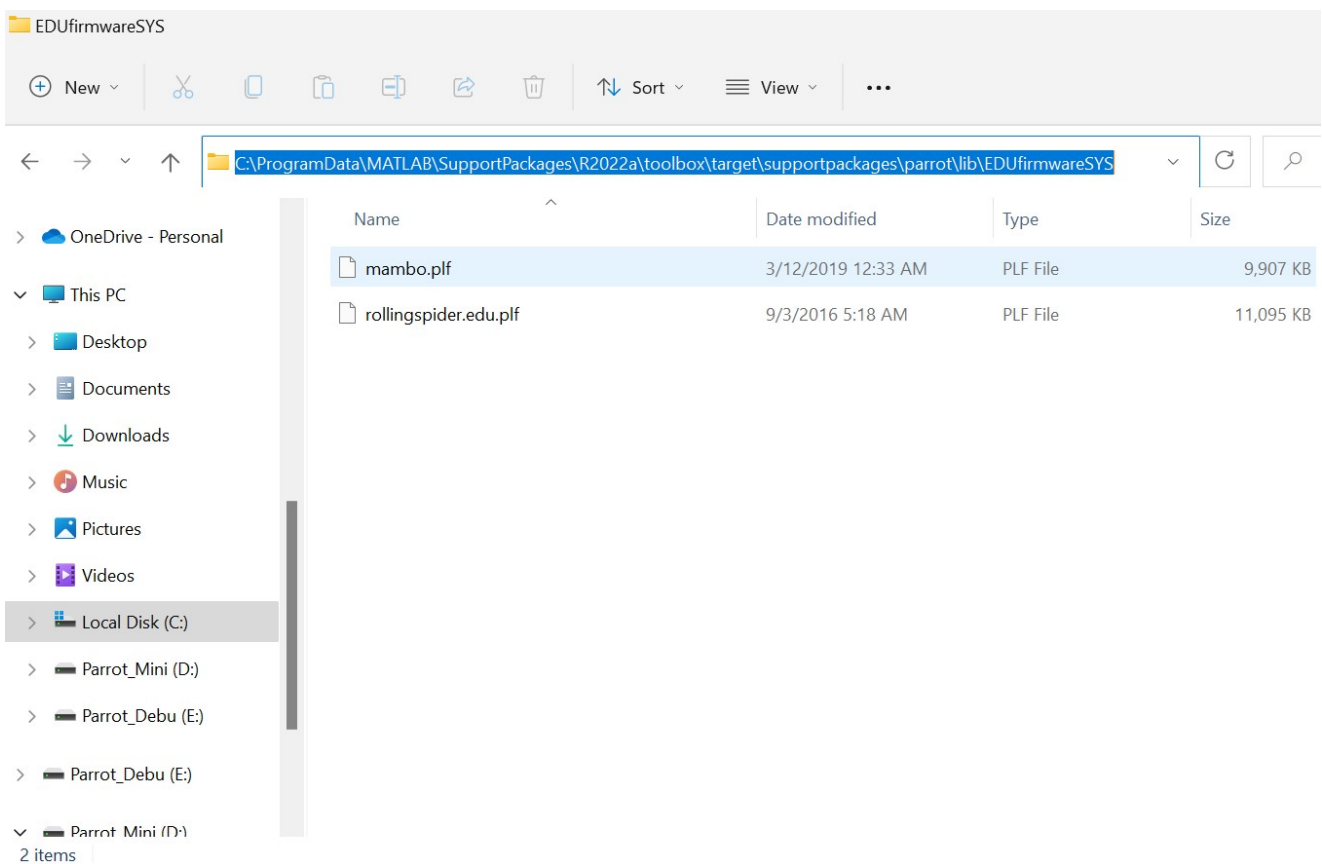 EDUfirmwareSYS
New
Sort
View
C:\ProgramData\MATLAB\SupportPackages\R2022a\toolbox\target\supportpackages\parrot\lib\EDUfirmwareSYS
OneDrive - Personal
This PC
Desktop
Documents
Downloads
Music
Pictures
Videos
Local Disk (C:)
Parrot_Mini (D:)
Parrot_Debu (E:)
Parrot_Debu (E:)
Parrot_Mini (D:)
Name Date modified Type Size
mambo.plf 3/12/2019 12:33 AM PLF File 9,907 KB
rollingspider.edu.plf 9/3/2016 5:18 AM PLF File 11,095 KB
2 items